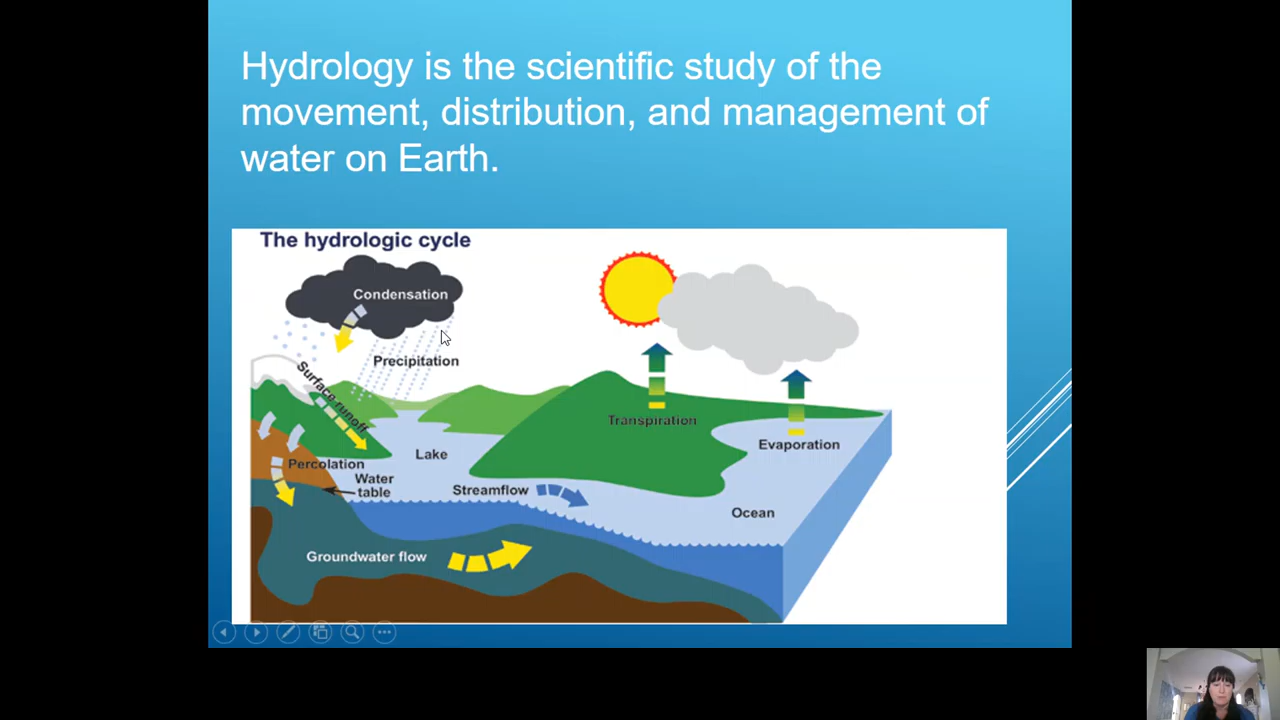 Hydrology is the scientific study of the
movement, distribution, and management of
water on Earth.
The hydrologic cycle
Condensation
Precipitation
Surface runoff
Transpiration
Evaporation
Lake
Percolation
Water
table
Streamflow
Ocean
Groundwater flow